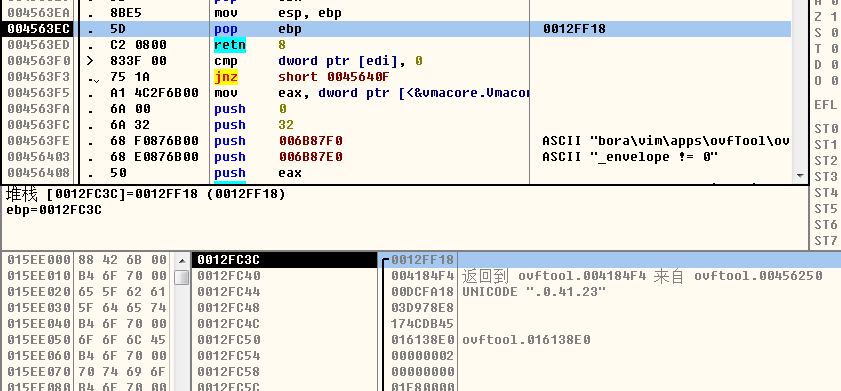 004563EA . 8BE5 mov esp, ebp
004563EC . 5D pop ebp 0012FF18
004563ED . C2 0800 retn 8
004563F0 > 833F 00 cmp dword ptr [edi], 0
004563F3 . 75 1A jnz short 0045640F
004563F5 . A1 4C2F6B00 mov eax, dword ptr [<&vmacore.Vmacor
004563FA . 6A 00 push 0
004563FC . 6A 32 push 32
004563FE . 68 F0876B00 push 006B87F0 ASCII "bora\vim\apps\ovfTool\ov
00456403 . 68 E0876B00 push 006B87E0 ASCII "_envelope != 0"
00456408 . 50 push eax
Z 1
S 0
T 0
D 0
O 0
EFL
ST0
ST1
ST2
ST3
ST4
ST5
ST6
ST7
堆栈 [0012FC3C]=0012FF18 (0012FF18)
ebp=0012FC3C
015EE000 88 42 6B 00 0012FC3C 0012FF18
015EE010 B4 6F 70 00 0012FC40 004184F4 返回到 ovftool.004184F4 来自 ovftool.00456250
015EE020 65 5F 62 61 0012FC44 00DCFA18 UNICODE ".0.41.23"
015EE030 5F 64 65 74 0012FC48 03D978E8
015EE040 B4 6F 70 00 0012FC4C 174CDB45
015EE050 6F 6F 6C 45 0012FC50 016138E0 ovftool.016138E0
015EE060 B4 6F 70 00 0012FC54 00000002
015EE070 70 74 69 6F 0012FC58 00000000
015EE080 B4 6F 70 00 0012FC5C 01F80000